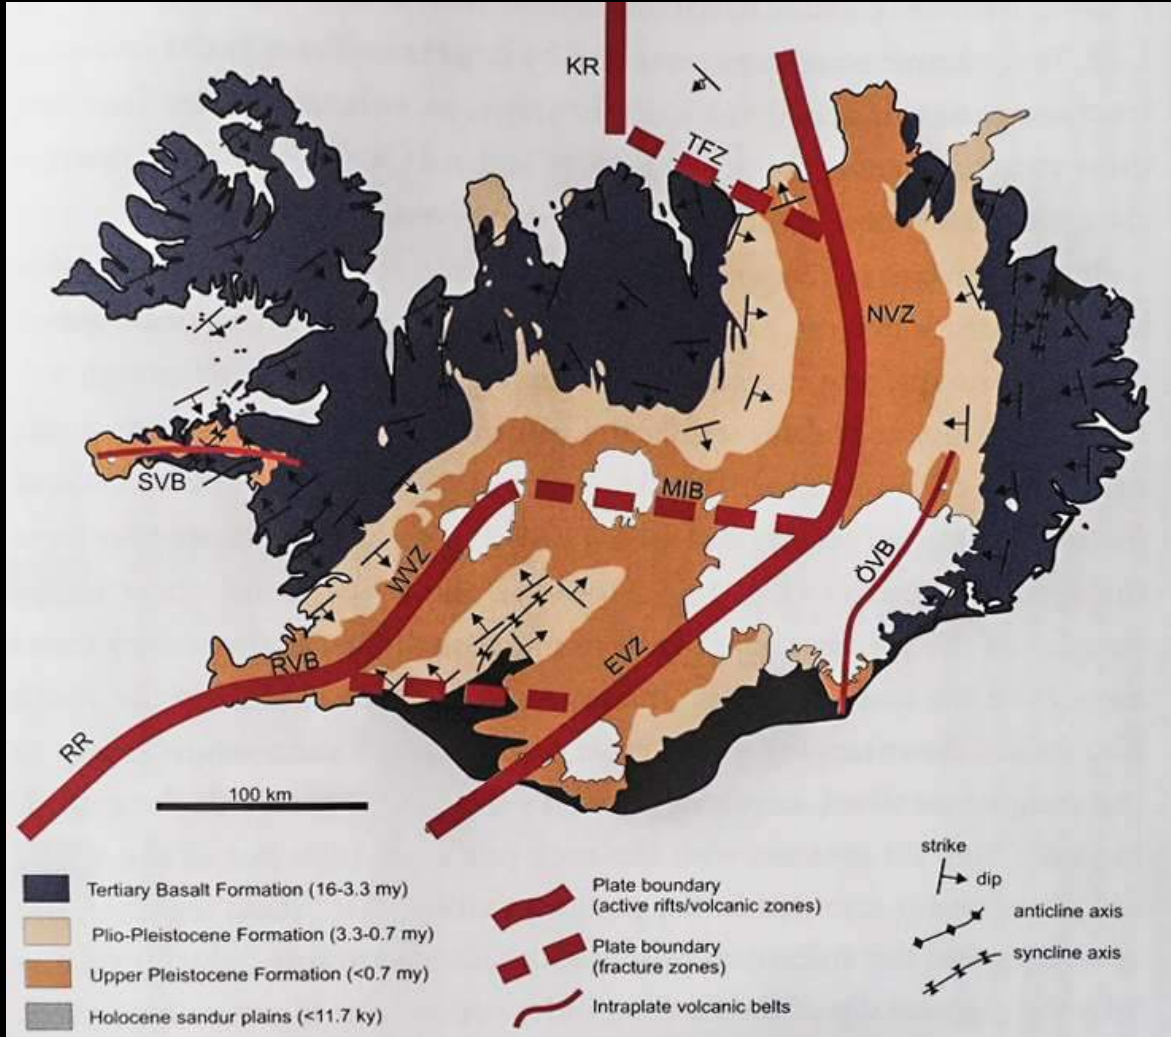 KR
TFZ
NVZ
SVB
MIB
WVZ
ÖVB
RVB
EVZ
RR
100 km
strike
dip
Tertiary Basalt Formation (16-3.3 my)
Plio-Pleistocene Formation (3.3-0.7 my)
Upper Pleistocene Formation (<0.7 my)
Holocene sandur plains (<11.7 ky)
Plate boundary
(active rifts/volcanic zones)
Plate boundary
(fracture zones)
Intraplate volcanic belts
anticline axis
syncline axis